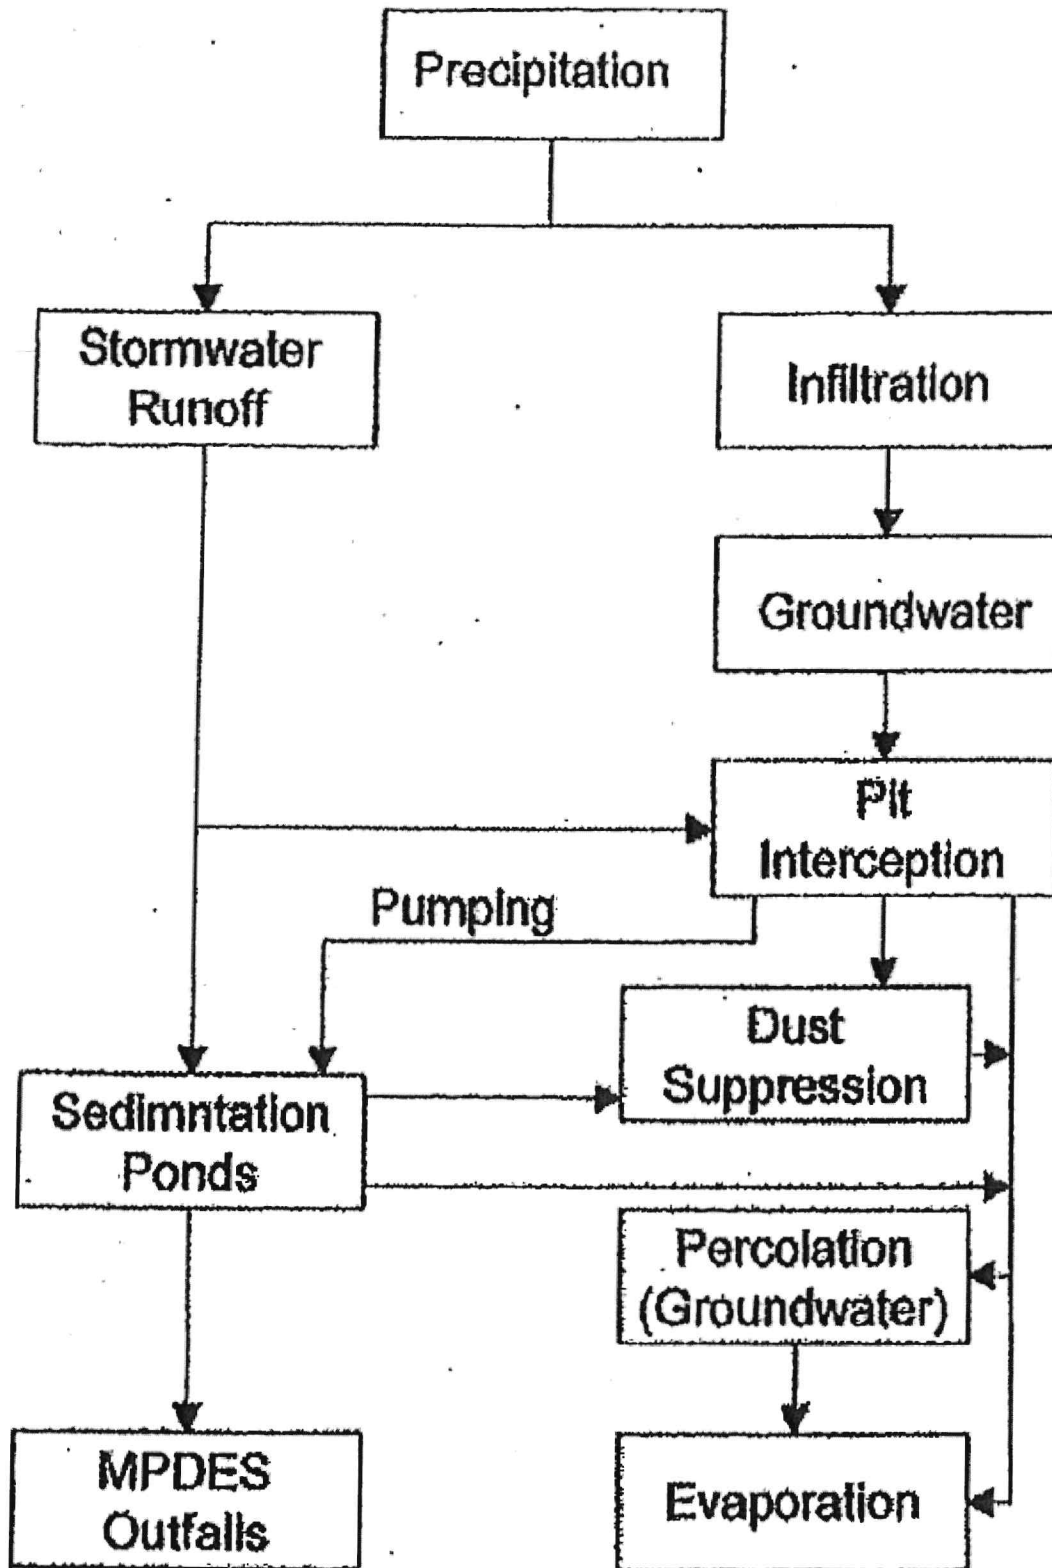 Precipitation
Stormwater
Runoff
Infiltration
Groundwater
Pit
Interception
Pumping
Dust
Suppression
Sedimntation
Ponds
Percolation
(Groundwater)
MPDES
Outfalls
Evaporation